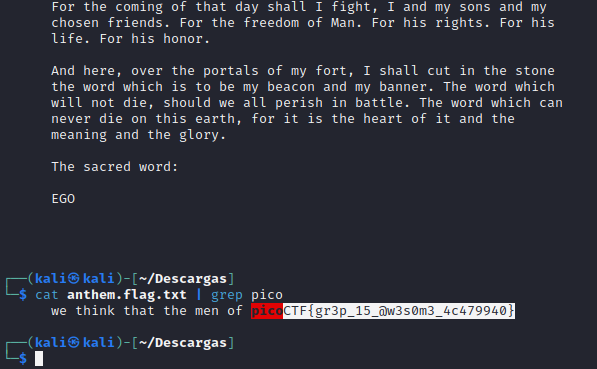 For the coming of that day shall I fight, I and my sons and my
chosen friends. For the freedom of Man. For his rights. For his
life. For his honor.
And here, over the portals of my fort, I shall cut in the stone
the word which is to be my beacon and my banner. The word which
will not die, should we all perish in battle. The word which can
never die on this earth, for it is the heart of it and the
meaning and the glory.
The sacred word:
EGO
┌──(kali㉿kali)-[~/Descargas]
└─$ cat anthem.flag.txt | grep pico
we think that the men of picoCTF{gr3p_15_@w3s0m3_4c479940}
┌──(kali㉿kali)-[~/Descargas]
└─$